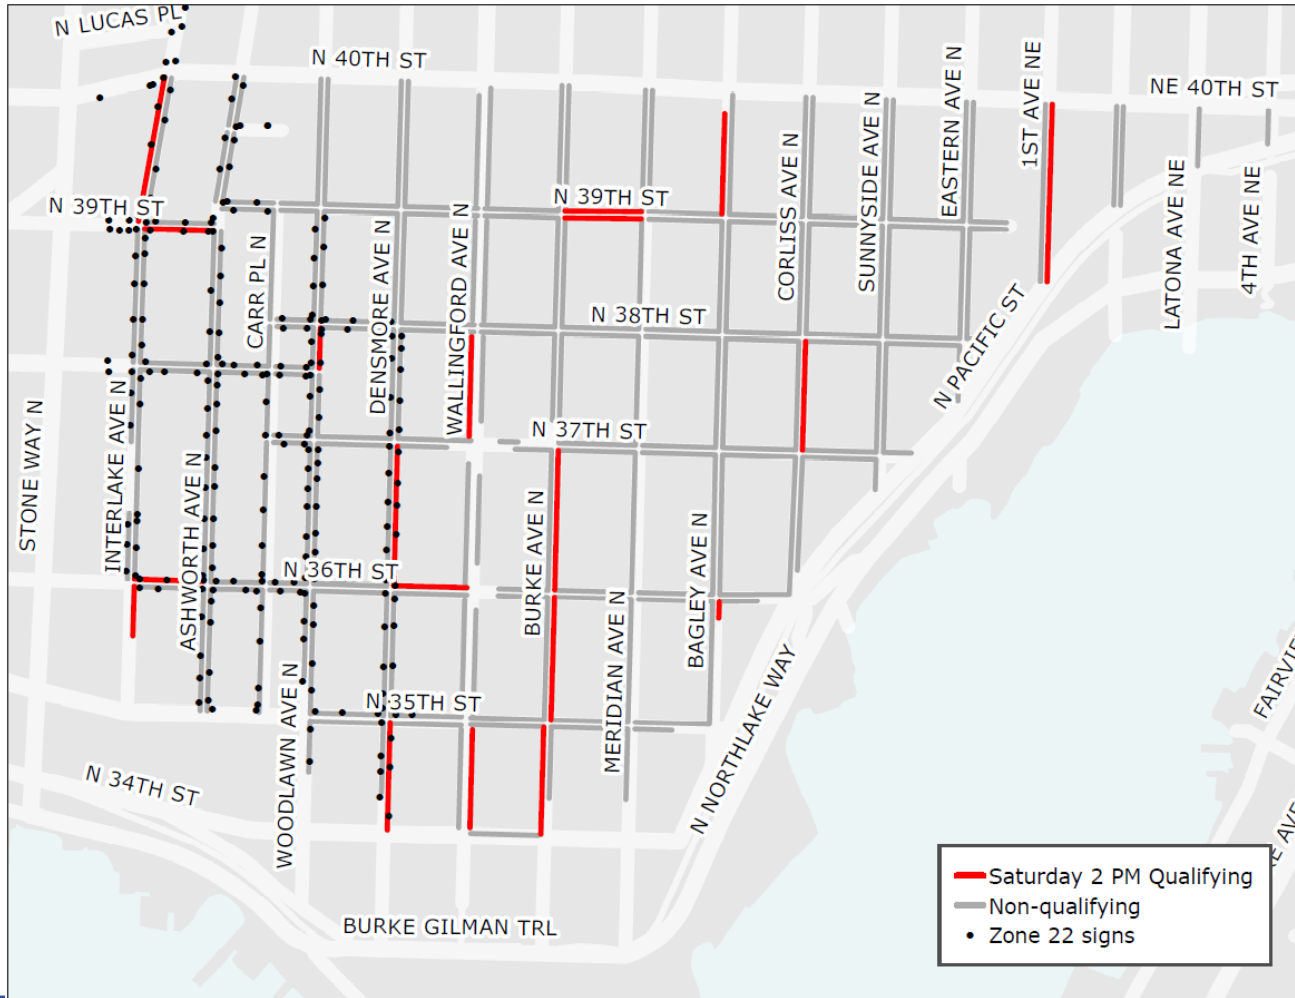 N LUCAS PL
N 40TH ST
NE 40TH ST
1ST AVE NE
EASTERN AVE N
SUNNYSIDE AVE N
CORLISS AVE N
N 39TH ST
N 39TH ST
LATONA AVE NE
4TH AVE NE
CARR PL N
DENSMORE AVE N
WALLINGFORD AVE N
N 38TH ST
N PACIFIC ST
STONE WAY N
INTERLAKE AVE N
ASHWORTH AVE N
N 37TH ST
BURKE AVE N
BAGLEY AVE N
N 36TH ST
MERIDIAN AVE N
N 35TH ST
WOODLAWN AVE N
N NORTHLAKE WAY
N 34TH ST
BURKE GILMAN TRL
FAIRVIE
E AVE
Saturday 2 PM Qualifying
Non-qualifying
Zone 22 signs